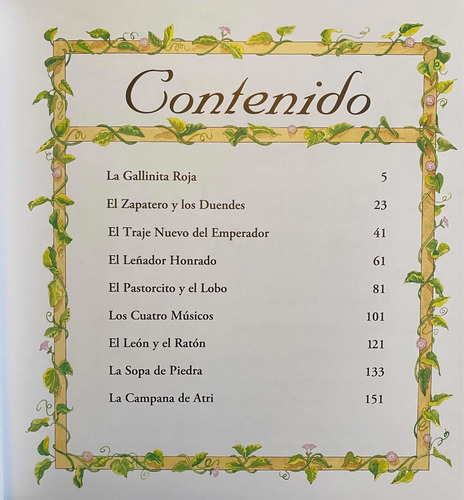 Contenido
La Gallinita Roja 5
El Zapatero y los Duendes 23
El Traje Nuevo del Emperador 41
El Leñador Honrado 61
El Pastorcito y el Lobo 81
Los Cuatro Músicos 101
El León y el Ratón 121
La Sopa de Piedra 133
La Campana de Atri 151